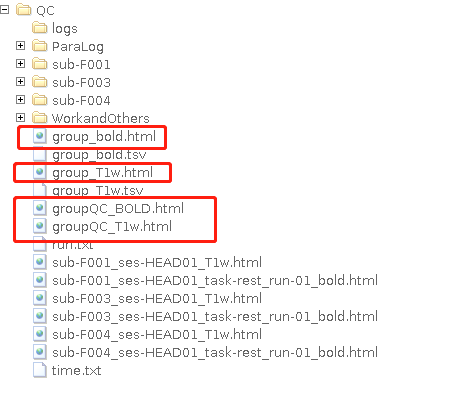 QC
logs
ParaLog
sub-F001
sub-F003
sub-F004
WorkandOthers
group_bold.html
group_bold.tsv
group_T1w.html
group_T1w.tsv
groupQC_BOLD.html
groupQC_T1w.html
run.txt
sub-F001_ses-HEAD01_T1w.html
sub-F001_ses-HEAD01_task-rest_run-01_bold.html
sub-F003_ses-HEAD01_T1w.html
sub-F003_ses-HEAD01_task-rest_run-01_bold.html
sub-F004_ses-HEAD01_T1w.html
sub-F004_ses-HEAD01_task-rest_run-01_bold.html
time.txt